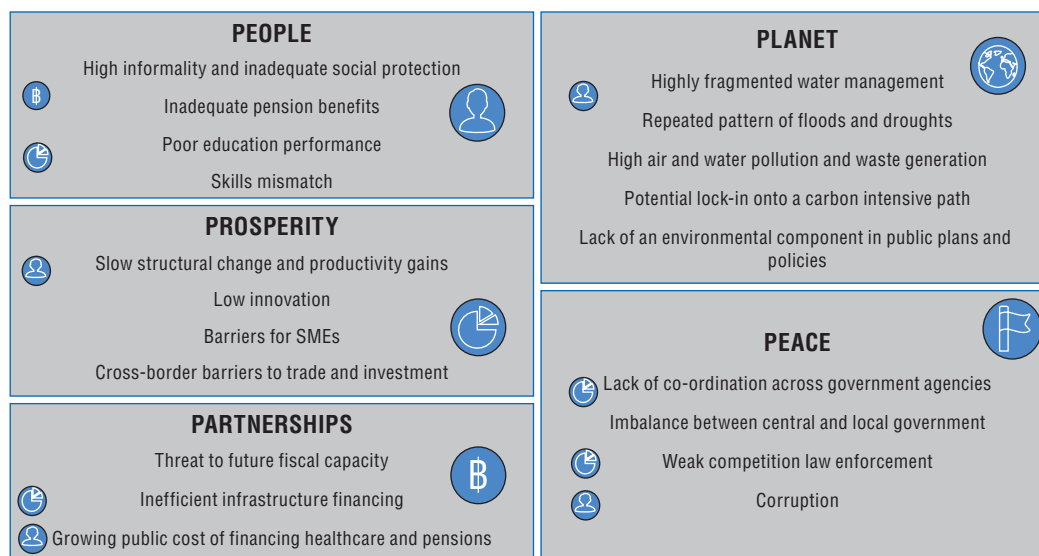 PEOPLE
High informality and inadequate social protection
฿
Inadequate pension benefits
Poor education performance
Skills mismatch
PROSPERITY
Slow structural change and productivity gains
Low innovation
Barriers for SMEs
Cross-border barriers to trade and investment
PARTNERSHIPS
Threat to future fiscal capacity
฿
Inefficient infrastructure financing
Growing public cost of financing healthcare and pensions
PLANET
Highly fragmented water management
Repeated pattern of floods and droughts
High air and water pollution and waste generation
Potential lock-in onto a carbon intensive path
Lack of an environmental component in public plans and
policies
PEACE
Lack of co-ordination across government agencies
Imbalance between central and local government
Weak competition law enforcement
Corruption